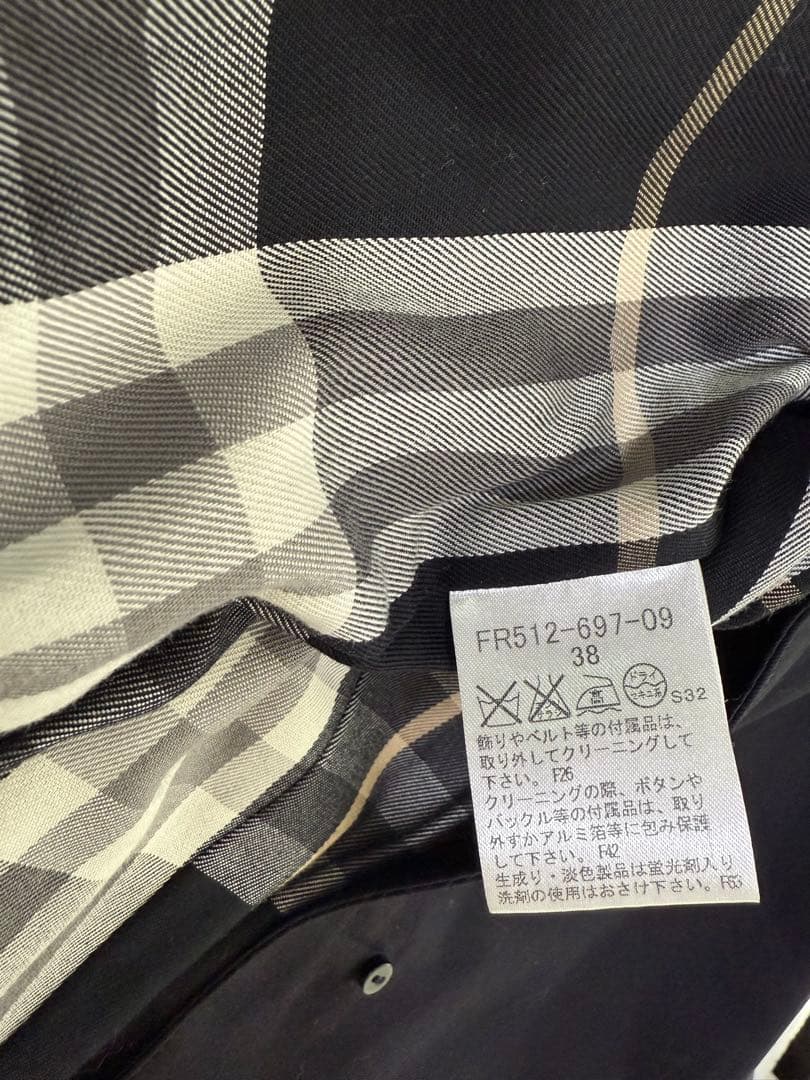 FR512-697-09
38
ドライ
セキユ系
S32
飾りやベルト等の付属品は、
取り外してクリーニングして
下さい。F26
クリーニングの際、ボタンや
バックル等の付属品は、取り
外すかアルミ箔等に包み保護
して下さい。F42
生成り・淡色製品は蛍光剤入り
洗剤の使用はおさけ下さい。F63